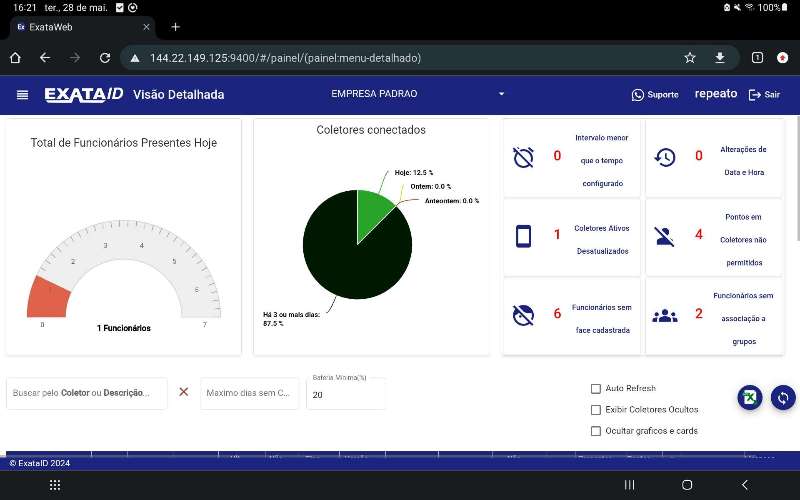 16:21 ter., 28 de mai.
100%
Ex ExataWeb
144.22.149.125:9400/#/painel/(painel:menu-detalhado)
1
EXATAID Visão Detalhada
EMPRESA PADRAO
Suporte
repeato
Sair
Total de Funcionários Presentes Hoje
0
1
2
3
4
5
6
7
1 Funcionários
Coletores conectados
Hoje: 12.5 %
Ontem: 0.0 %
Anteontem: 0.0 %
Há 3 ou mais dias:
87.5 %
0
Intervelo menor
que o tempo
configurado
0
Alterações de
Data e Hora
1
Coletores Ativos
Desatualizados
4
Pontos em
Coletores não
permitidos
6
Funcionários sem
face cadastrada
2
Funcionários sem
associação a
grupos
Buscar pelo Coletor ou Descrição...
Maximo dias sem C...
Bateria Minima(%)
20
Auto Refresh
Exibir Coletores Ocultos
Ocultar graficos e cards
© ExataID 2024